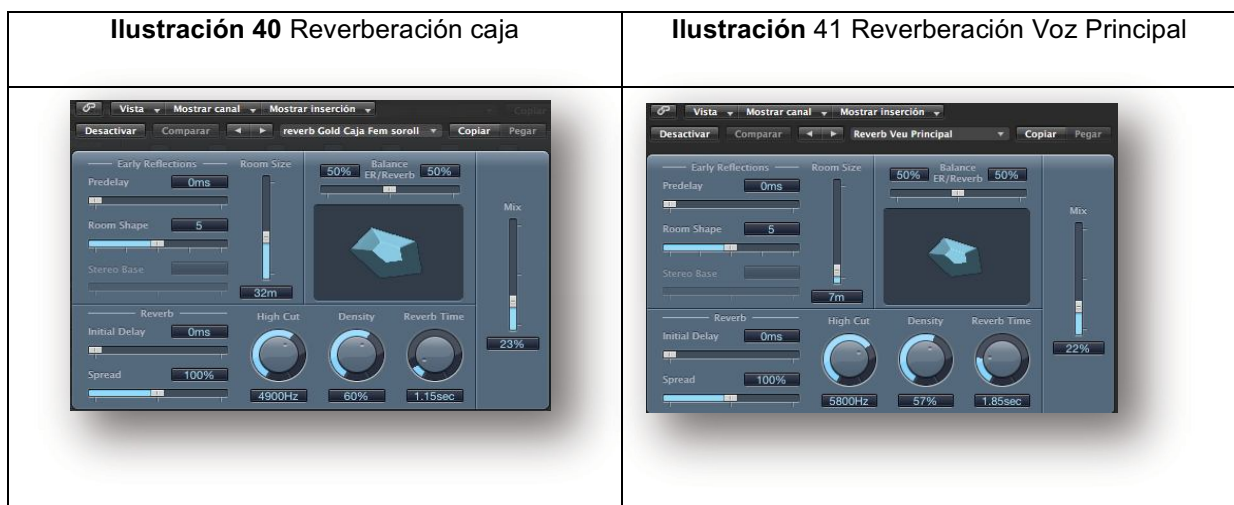 Ilustración 40 Reverberación caja
Ilustración 41 Reverberación Voz Principal
Vista Mostrar canal Mostrar inserción Copiar
Desactivar Comparar reverb Gold Caja Fem soroll Copiar Pegar
Early Reflections Room Size 50% Balance ER/Reverb 50%
Predelay 0ms
Mix
Room Shape 5
Stereo Base
32m
Reverb High Cut Density Reverb Time
Initial Delay 0ms
23%
Spread 100%
4900Hz 60% 1.15sec
Vista Mostrar canal Mostrar inserción
Desactivar Comparar Reverb Veu Principal Copiar Pegar
Early Reflections Room Size 50% Balance ER/Reverb 50%
Predelay 0ms
Mix
Room Shape 5
Stereo Base
7m
Reverb High Cut Density Reverb Time
Initial Delay 0ms
22%
Spread 100%
5800Hz 57% 1.85sec